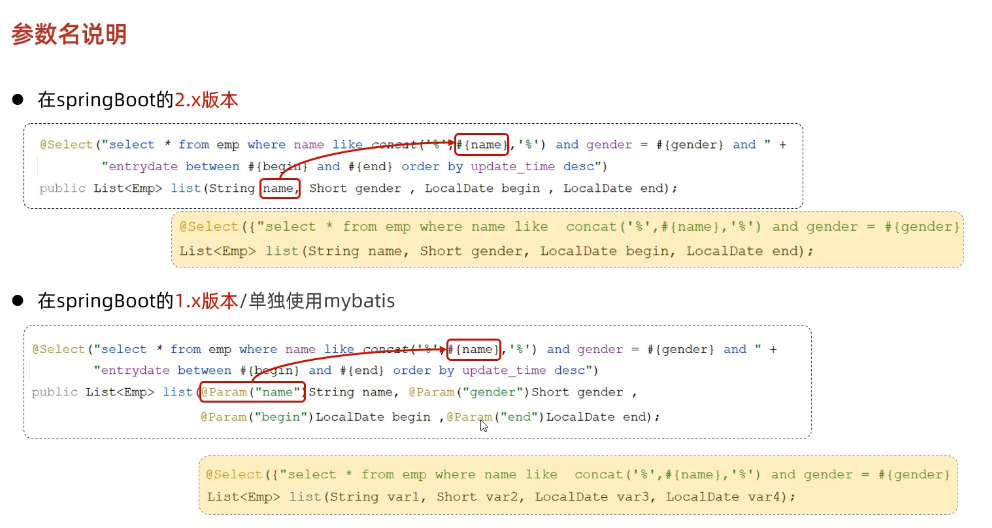 参数名说明
● 在springBoot的2.x版本
@Select("select * from emp where name like concat('%',#{name},'%') and gender = #{gender} and " +
"entrydate between #{begin} and #{end} order by update_time desc")
public List<Emp> list(String name, Short gender , LocalDate begin , LocalDate end);
@Select({"select * from emp where name like  concat('%',#{name},'%') and gender = #{gender}
List<Emp> list(String name, Short gender, LocalDate begin, LocalDate end);
● 在springBoot的1.x版本/单独使用mybatis
@Select("select * from emp where name like concat('%',#{name},'%') and gender = #{gender} and " +
"entrydate between #{begin} and #{end} order by update_time desc")
public List<Emp> list(@Param("name")String name, @Param("gender")Short gender ,
@Param("begin")LocalDate begin ,@Param("end")LocalDate end);
@Select({"select * from emp where name like  concat('%',#{name},'%') and gender = #{gender}
List<Emp> list(String var1, Short var2, LocalDate var3, LocalDate var4);